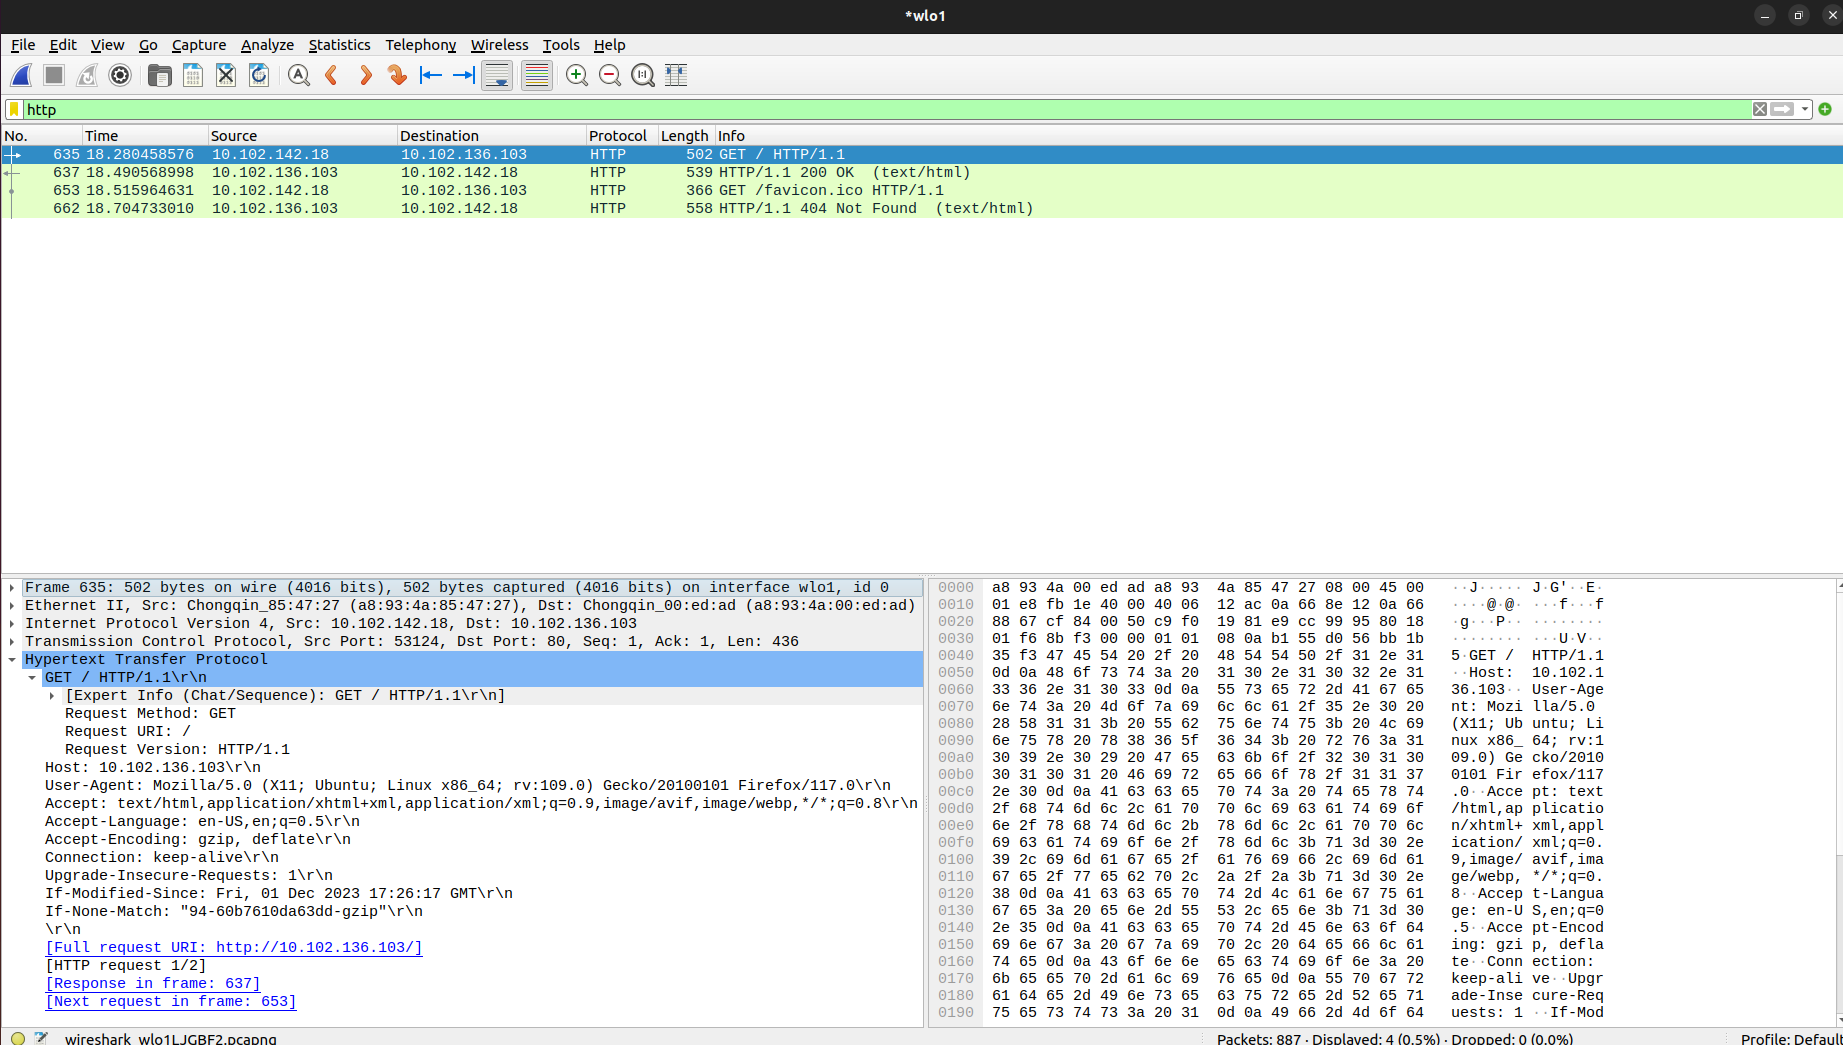 *wlo1
File Edit View Go Capture Analyze Statistics Telephony Wireless Tools Help
http
No. Time Source Destination Protocol Length Info
635 18.280458576 10.102.142.18 10.102.136.103 HTTP 502 GET / HTTP/1.1
637 18.490568998 10.102.136.103 10.102.142.18 HTTP 539 HTTP/1.1 200 OK (text/html)
653 18.515964631 10.102.142.18 10.102.136.103 HTTP 366 GET /favicon.ico HTTP/1.1
662 18.704733010 10.102.136.103 10.102.142.18 HTTP 558 HTTP/1.1 404 Not Found (text/html)
Frame 635: 502 bytes on wire (4016 bits), 502 bytes captured (4016 bits) on interface wlo1, id 0
Ethernet II, Src: Chongqin_85:47:27 (a8:93:4a:85:47:27), Dst: Chongqin_00:ed:ad (a8:93:4a:00:ed:ad)
Internet Protocol Version 4, Src: 10.102.142.18, Dst: 10.102.136.103
Transmission Control Protocol, Src Port: 53124, Dst Port: 80, Seq: 1, Ack: 1, Len: 436
Hypertext Transfer Protocol
GET / HTTP/1.1\r\n
[Expert Info (Chat/Sequence): GET / HTTP/1.1\r\n]
Request Method: GET
Request URI: /
Request Version: HTTP/1.1
Host: 10.102.136.103\r\n
User-Agent: Mozilla/5.0 (X11; Ubuntu; Linux x86_64; rv:109.0) Gecko/20100101 Firefox/117.0\r\n
Accept: text/html,application/xhtml+xml,application/xml;q=0.9,image/avif,image/webp,*/*;q=0.8\r\n
Accept-Language: en-US,en;q=0.5\r\n
Accept-Encoding: gzip, deflate\r\n
Connection: keep-alive\r\n
Upgrade-Insecure-Requests: 1\r\n
If-Modified-Since: Fri, 01 Dec 2023 17:26:17 GMT\r\n
If-None-Match: "94-60b7610da63dd-gzip"\r\n
\r\n
[Full request URI: http://10.102.136.103/]
[HTTP request 1/2]
[Response in frame: 637]
[Next request in frame: 653]
0000 a8 93 4a 00 ed ad a8 93 4a 85 47 27 08 00 45 00 ··J·····J·G'··E·
0010 01 e8 fb 1e 40 00 40 06 12 ac 0a 66 8e 12 0a 66 ····@·@····f···f
0020 88 67 cf 84 00 50 c9 f0 19 81 e9 cc 99 95 80 18 ·g···P··········
0030 01 f6 8b f3 00 00 01 01 08 0a b1 55 d0 56 bb 1b ···········U·V··
0040 35 f3 47 45 54 20 2f 20 48 54 54 50 2f 31 2e 31 5·GET / HTTP/1.1
0050 0d 0a 48 6f 73 74 3a 20 31 30 2e 31 30 32 2e 31 ··Host: 10.102.1
0060 33 36 2e 31 30 33 0d 0a 55 73 65 72 2d 41 67 65 36.103··User-Age
0070 6e 74 3a 20 4d 6f 7a 69 6c 6c 61 2f 35 2e 30 20 nt: Mozilla/5.0
0080 28 58 31 31 3b 20 55 62 75 6e 74 75 3b 20 4c 69 (X11; Ubuntu; Li
0090 6e 75 78 20 78 38 36 5f 36 34 3b 20 72 76 3a 31 nux x86_64; rv:1
00a0 30 39 2e 30 29 20 47 65 63 6b 6f 2f 32 30 31 30 09.0) Gecko/2010
00b0 30 31 30 31 20 46 69 72 65 66 6f 78 2f 31 31 37 0101 Firefox/117
00c0 2e 30 0d 0a 41 63 63 65 70 74 3a 20 74 65 78 74 .0··Accept: text
00d0 2f 68 74 6d 6c 2c 61 70 70 6c 69 63 61 74 69 6f /html,applicatio
00e0 6e 2f 78 68 74 6d 6c 2b 78 6d 6c 2c 61 70 70 6c n/xhtml+xml,appl
00f0 69 63 61 74 69 6f 6e 2f 78 6d 6c 3b 71 3d 30 2e ication/xml;q=0.
0100 39 2c 69 6d 61 67 65 2f 61 76 69 66 2c 69 6d 61 9,image/avif,ima
0110 67 65 2f 77 65 62 70 2c 2a 2f 2a 3b 71 3d 30 2e ge/webp,*/*;q=0.
0120 38 0d 0a 41 63 63 65 70 74 2d 4c 61 6e 67 75 61 8··Accept-Langua
0130 67 65 3a 20 65 6e 2d 55 53 2c 65 6e 3b 71 3d 30 ge: en-US,en;q=0
0140 2e 35 0d 0a 41 63 63 65 70 74 2d 45 6e 63 6f 64 .5··Accept-Encod
0150 69 6e 67 3a 20 67 7a 69 70 2c 20 64 65 66 6c 61 ing: gzip, defla
0160 74 65 0d 0a 43 6f 6e 6e 65 63 74 69 6f 6e 3a 20 te··Connection:
0170 6b 65 65 70 2d 61 6c 69 76 65 0d 0a 55 70 67 72 keep-alive··Upgr
0180 61 64 65 2d 49 6e 73 65 63 75 72 65 2d 52 65 71 ade-Insecure-Req
0190 75 65 73 74 73 3a 20 31 0d 0a 49 66 2d 4d 6f 64 uests: 1··If-Mod
wireshark_wlo1LJGBF2.pcapng Packets: 887 · Displayed: 4 (0.5%) · Dropped: 0 (0.0%) Profile: Default